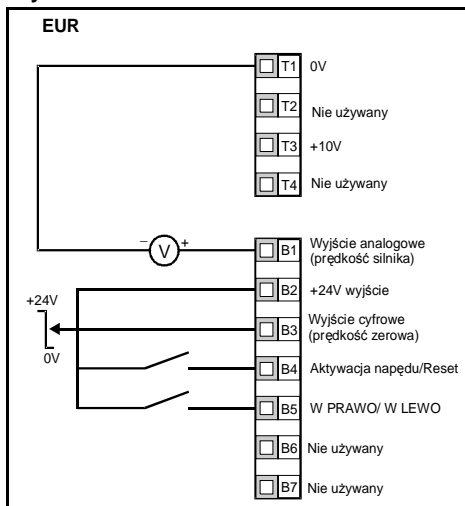 EUR
T1 0V
T2 Nie używany
T3 +10V
T4 Nie używany
– V +
B1 Wyjście analogowe
(prędkość silnika)
B2 +24V wyjście
+24V
B3 Wyjście cyfrowe
(prędkość zerowa)
0V
B4 Aktywacja napędu/Reset
B5 W PRAWO/ W LEWO
B6 Nie używany
B7 Nie używany